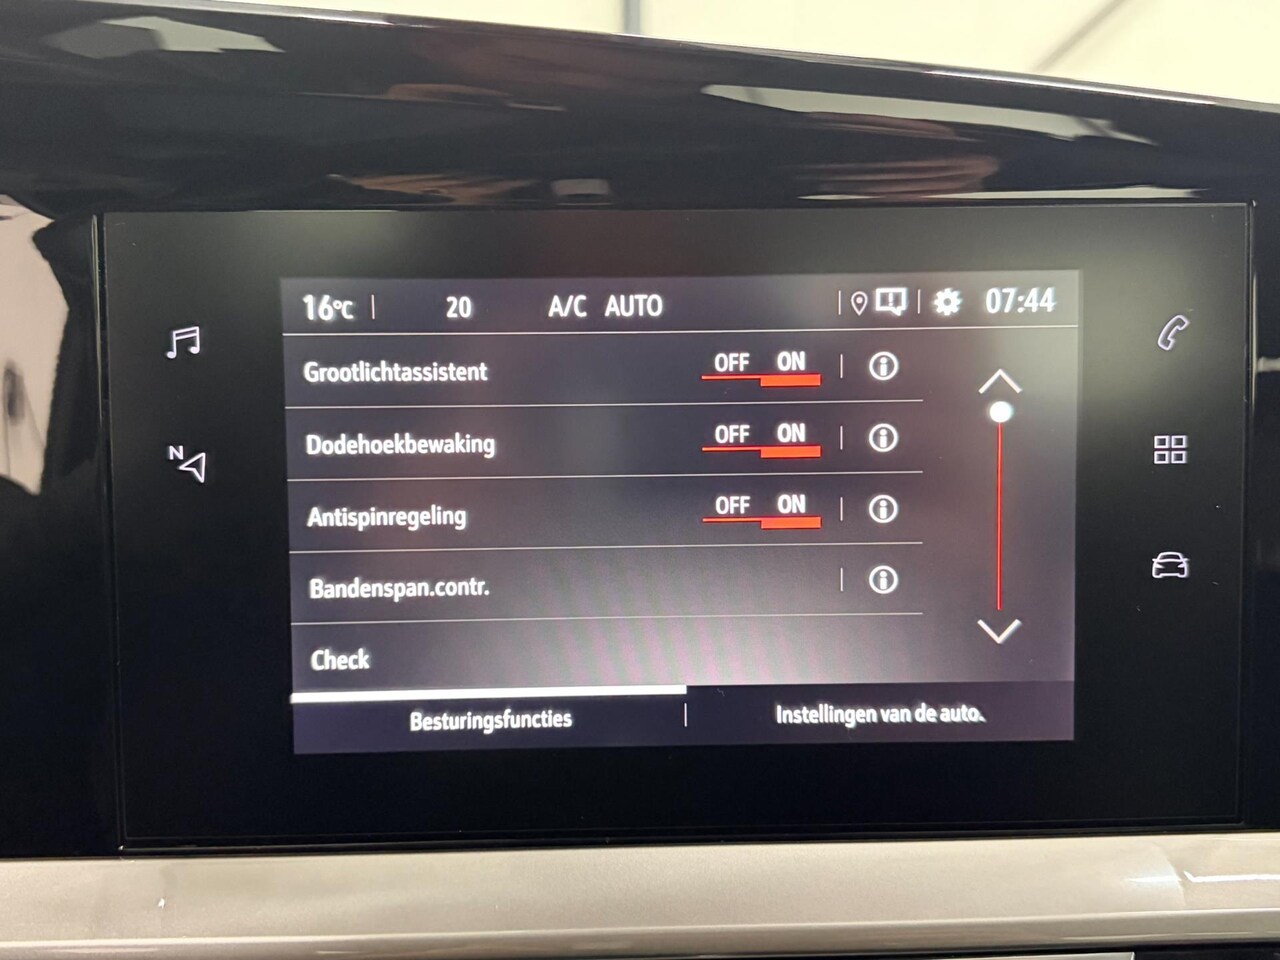 16°C 20 A/C AUTO 07:44
Grootlichtassistent OFF ON
Dodehoekbewaking OFF ON
Antispinregeling OFF ON
Bandenspan.contr.
Check
Besturingsfuncties Instellingen van de auto.
N